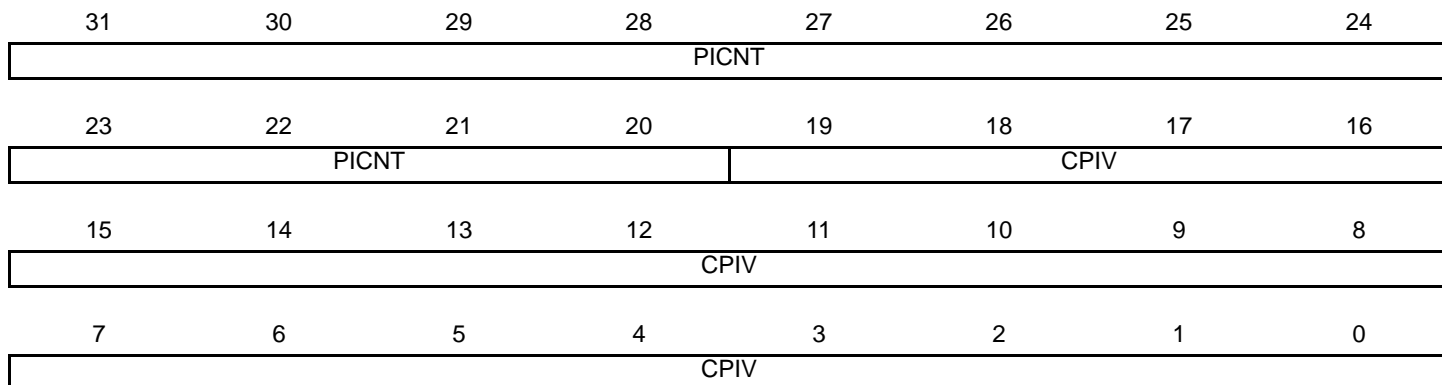 31 30 29 28 27 26 25 24
PICNT
23 22 21 20 19 18 17 16
PICNT CPIV
15 14 13 12 11 10 9 8
CPIV
7 6 5 4 3 2 1 0
CPIV